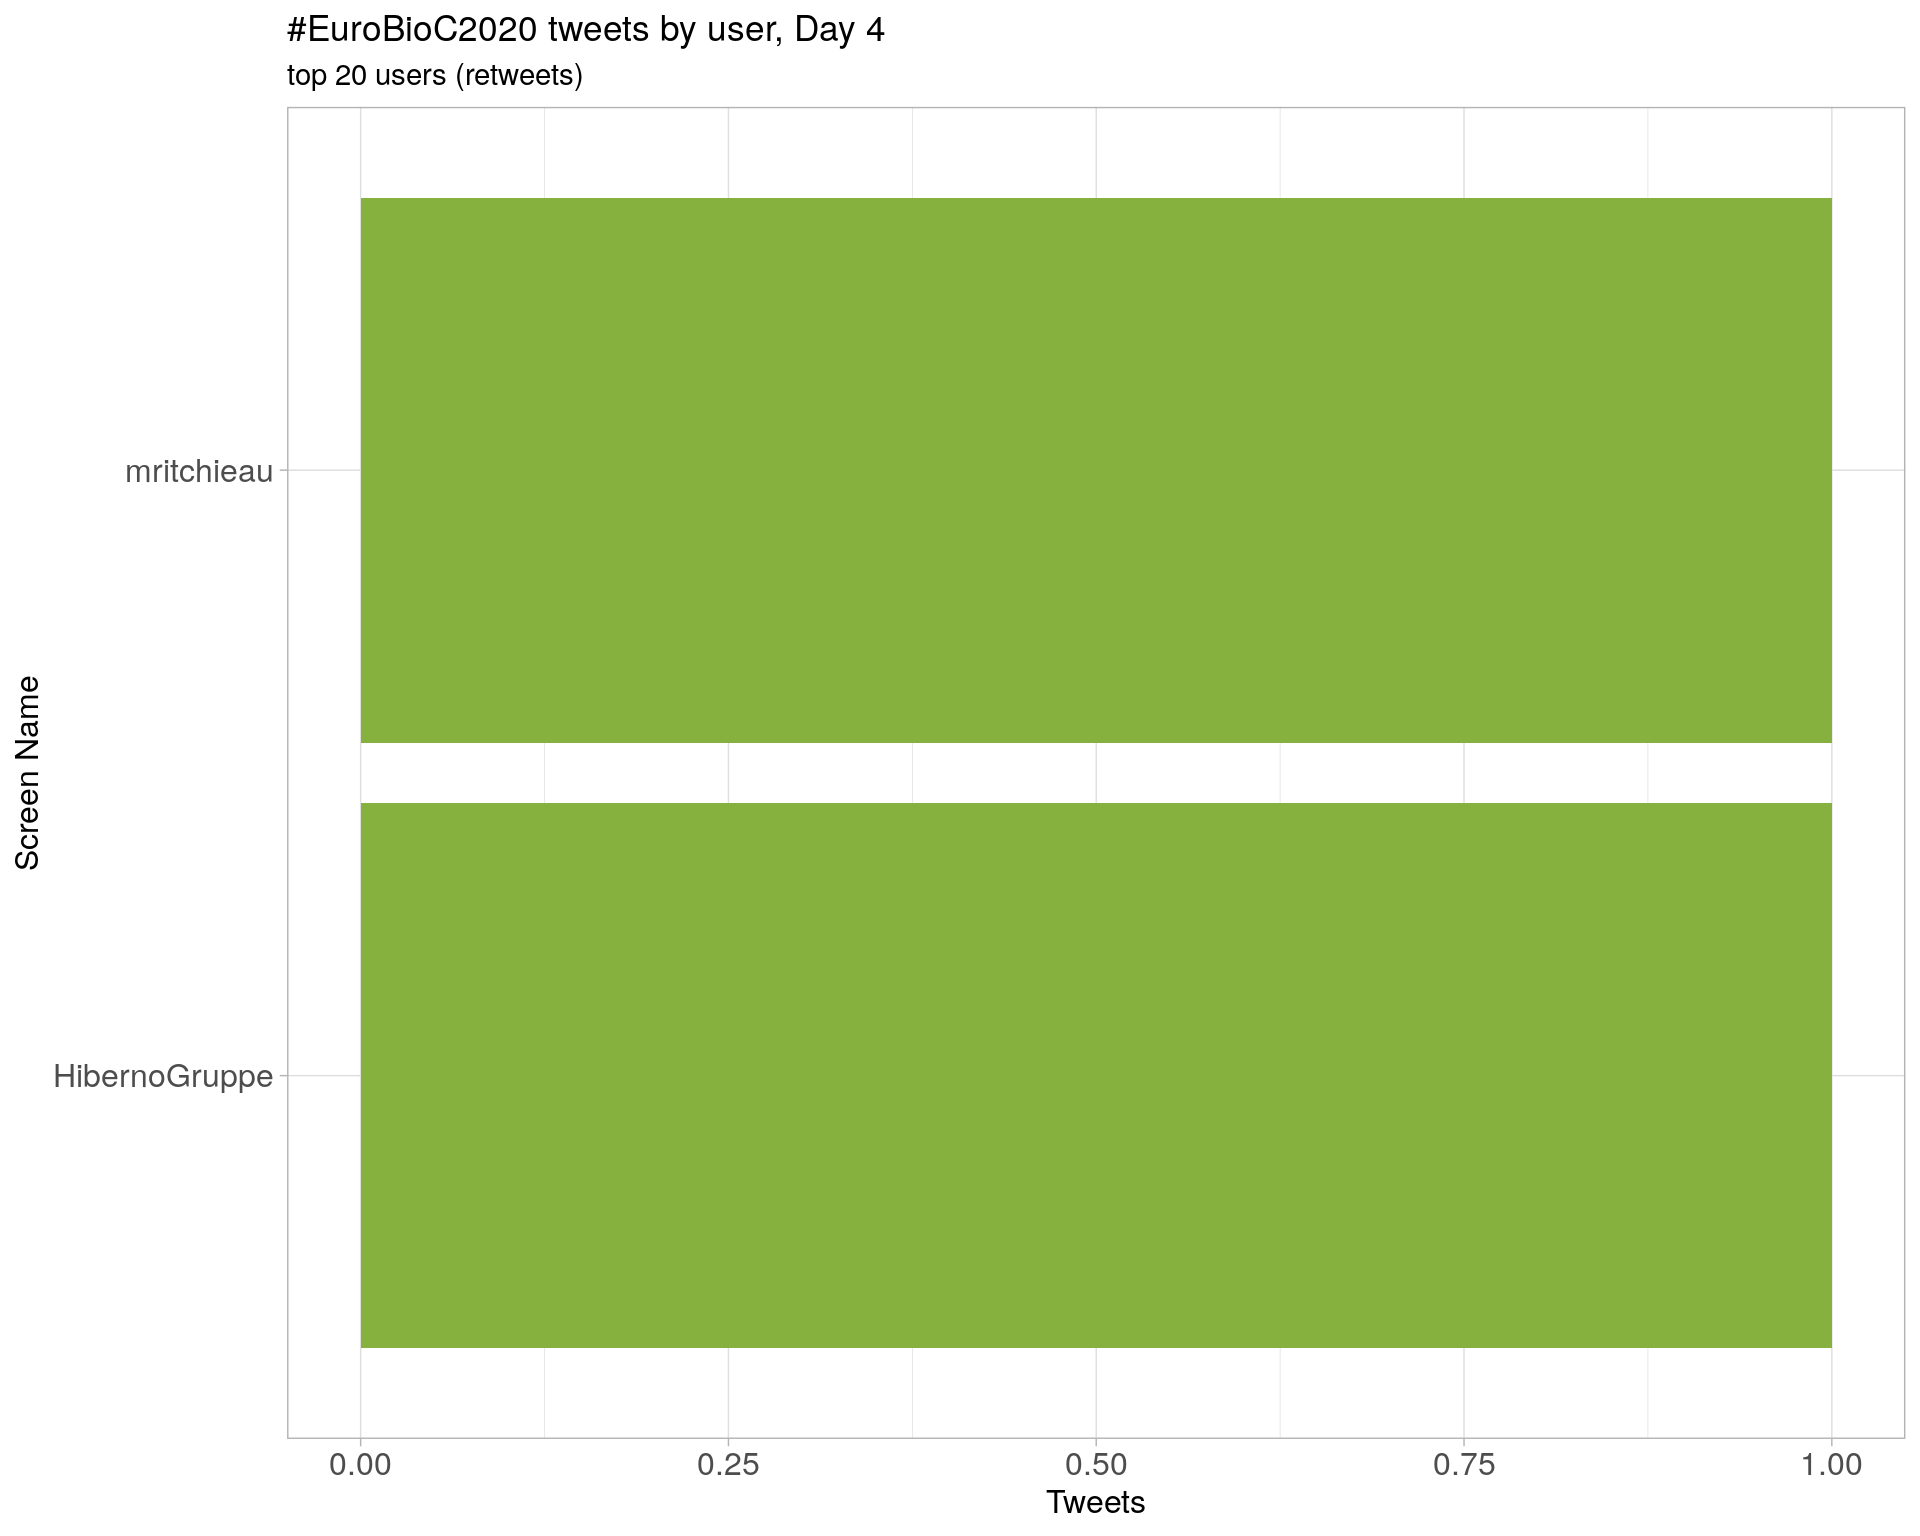 #EuroBioC2020 tweets by user, Day 4
top 20 users (retweets)
Screen Name
mritchieau
HibernoGruppe
0.00 0.25 0.50 0.75 1.00
Tweets